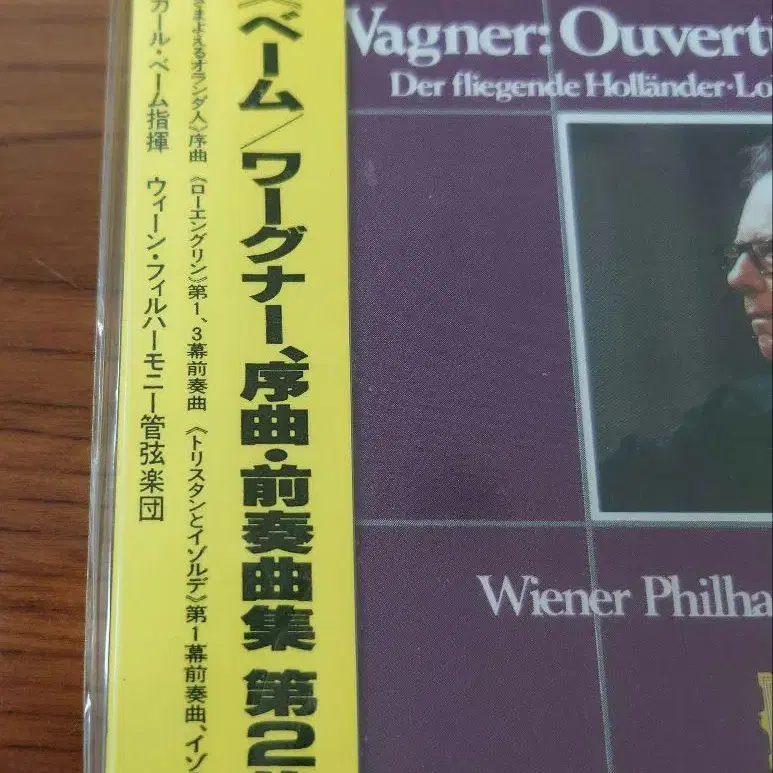 《ベーム/ワーグナー、序曲・前奏曲集 第2
さまよえるオランダ人》序曲 《ローエングリン》第1、3幕前奏曲 《トリスタンとイゾルデ》第1幕前奏曲、イゾ
カール・ベーム指揮 ウィーン・フィルハーモニー管弦楽団
Wagner: Ouvert
Der fliegende Holländer·Lo
Wiener Philha